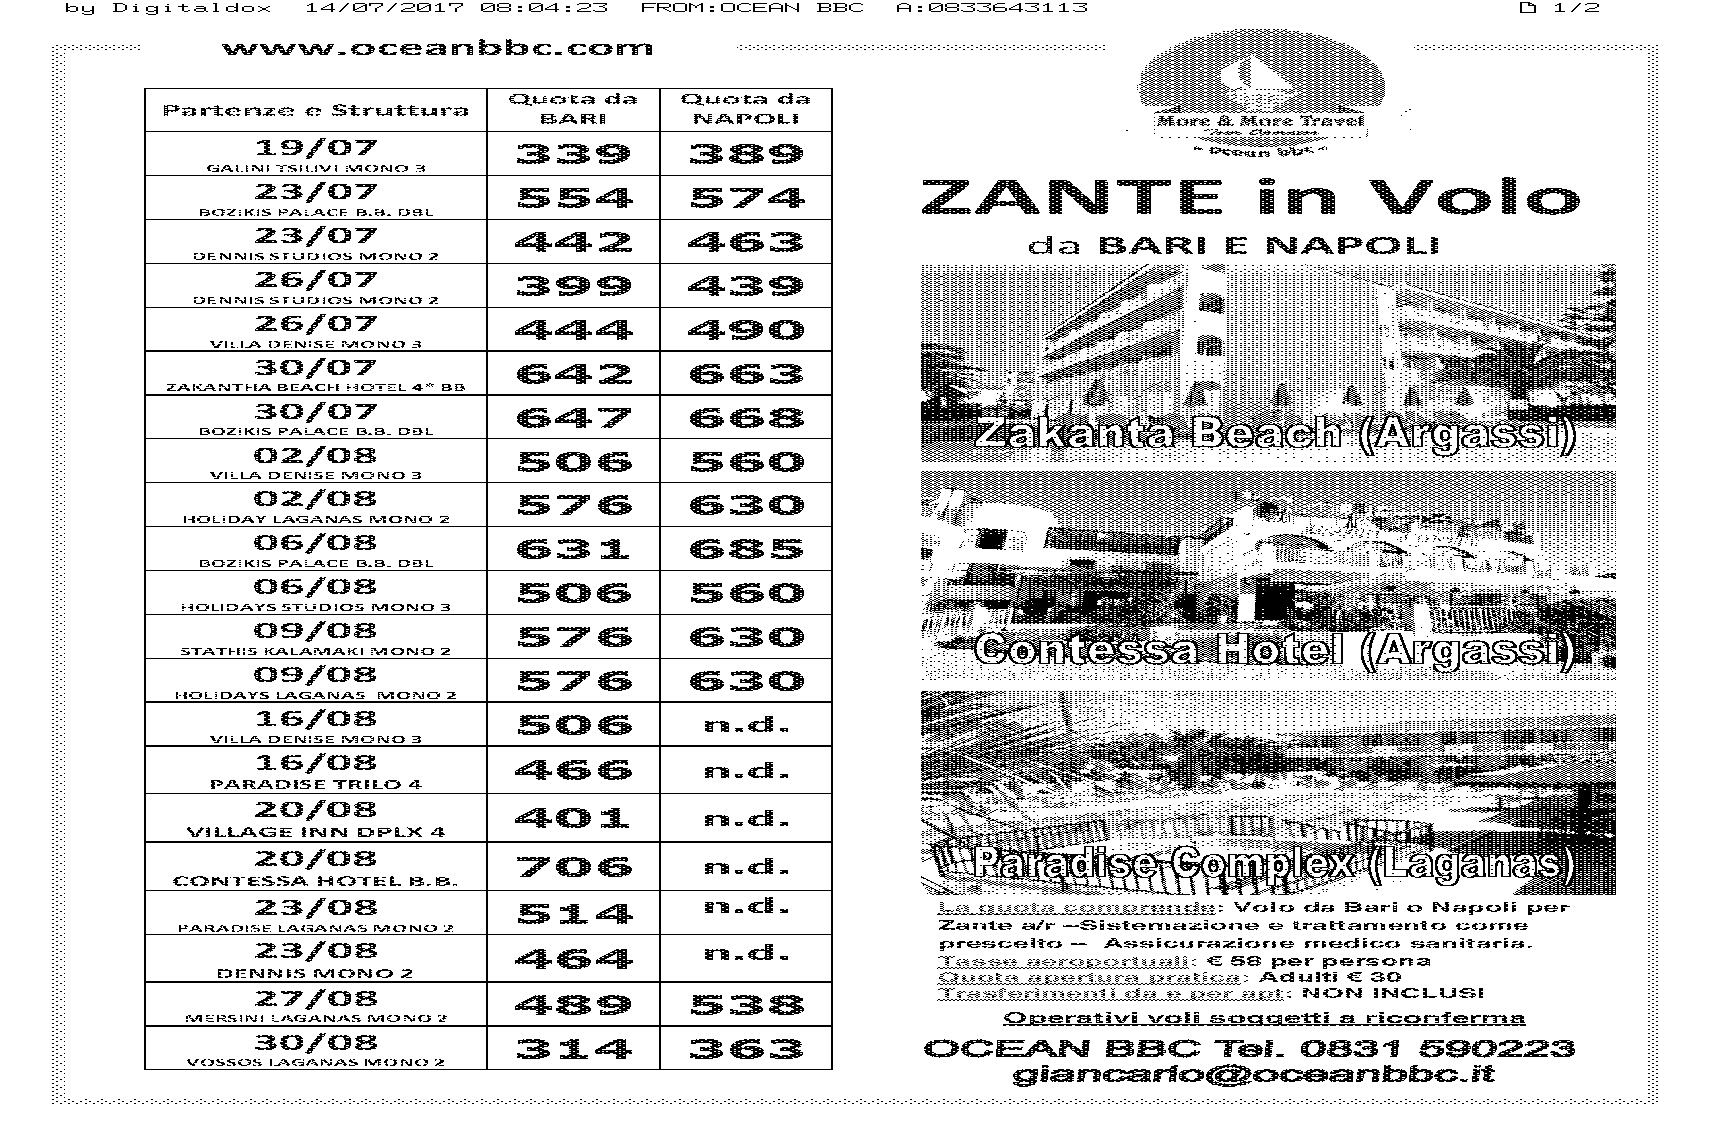 by Digitaldox 14/07/2017 08:04:23 FROM:OCEAN BBC A:0833643113 1/2
www.oceanbbc.com
Partenze e Struttura Quota da BARI Quota da NAPOLI
19/07 339 389
GALINI TSILIVI MONO 3
23/07 554 574
BOZIKIS PALACE B.B. DBL
23/07 442 463
DENNIS STUDIOS MONO 2
26/07 399 439
DENNIS STUDIOS MONO 2
26/07 444 490
VILLA DENISE MONO 3
30/07 642 663
ZAKANTHA BEACH HOTEL 4* BB
30/07 647 668
BOZIKIS PALACE B.B. DBL
02/08 506 560
VILLA DENISE MONO 3
02/08 576 630
HOLIDAY LAGANAS MONO 2
06/08 631 685
BOZIKIS PALACE B.B. DBL
06/08 506 560
HOLIDAYS STUDIOS MONO 3
09/08 576 630
STATHIS KALAMAKI MONO 2
09/08 576 630
HOLIDAYS LAGANAS MONO 2
16/08 506 n.d.
VILLA DENISE MONO 3
16/08 466 n.d.
PARADISE TRILO 4
20/08 401 n.d.
VILLAGE INN DPLX 4
20/08 706 n.d.
CONTESSA HOTEL B.B.
23/08 514 n.d.
PARADISE LAGANAS MONO 2
23/08 464 n.d.
DENNIS MONO 2
27/08 489 538
MERSINI LAGANAS MONO 2
30/08 314 363
VOSSOS LAGANAS MONO 2
More & More Travel
" Ocean bbc "
ZANTE in Volo
da BARI E NAPOLI
Zakanta Beach (Argassi)
Contessa Hotel (Argassi)
Paradise Complex (Laganas)
La quota comprende: Volo da Bari o Napoli per
Zante a/r –Sistemazione e trattamento come
prescelto – Assicurazione medico sanitaria.
Tasse aeroportuali: € 58 per persona
Quota apertura pratica: Adulti € 30
Trasferimenti da e per apt: NON INCLUSI
Operativi voli soggetti a riconferma
OCEAN BBC Tel. 0831 590223
giancarlo@oceanbbc.it